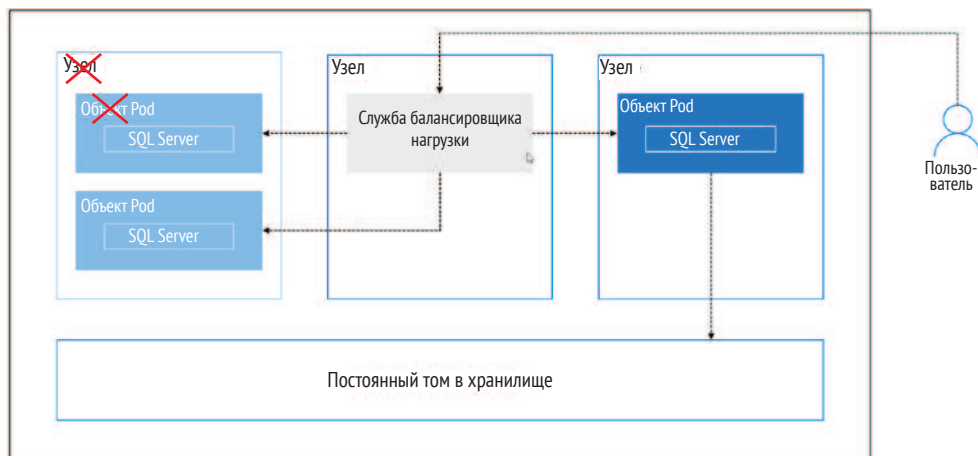 Узел
Объект Pod
SQL Server
Объект Pod
SQL Server
Узел
Служба балансировщика
нагрузки
Узел
Объект Pod
SQL Server
Пользо-
ватель
Постоянный том в хранилище